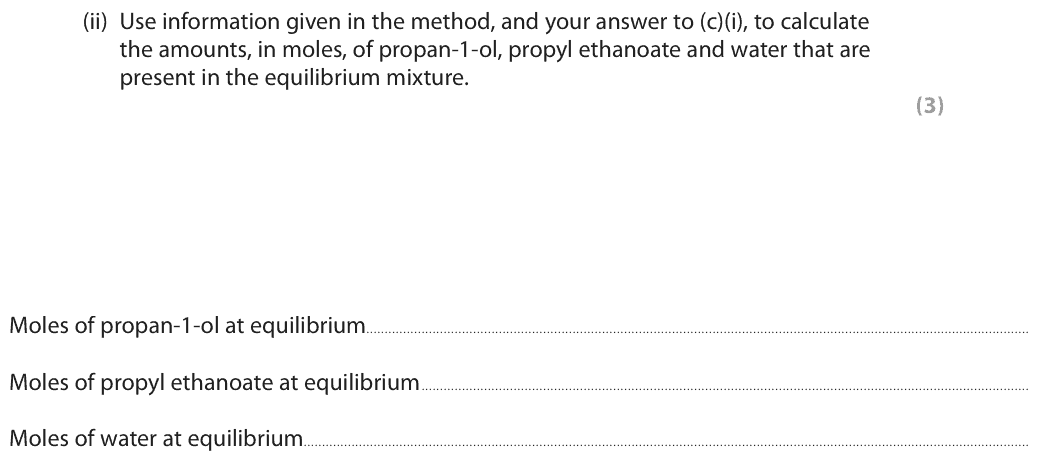 (ii) Use information given in the method, and your answer to (c)(i), to calculate
the amounts, in moles, of propan-1-ol, propyl ethanoate and water that are
present in the equilibrium mixture.
(3)
Moles of propan-1-ol at equilibrium
Moles of propyl ethanoate at equilibrium
Moles of water at equilibrium